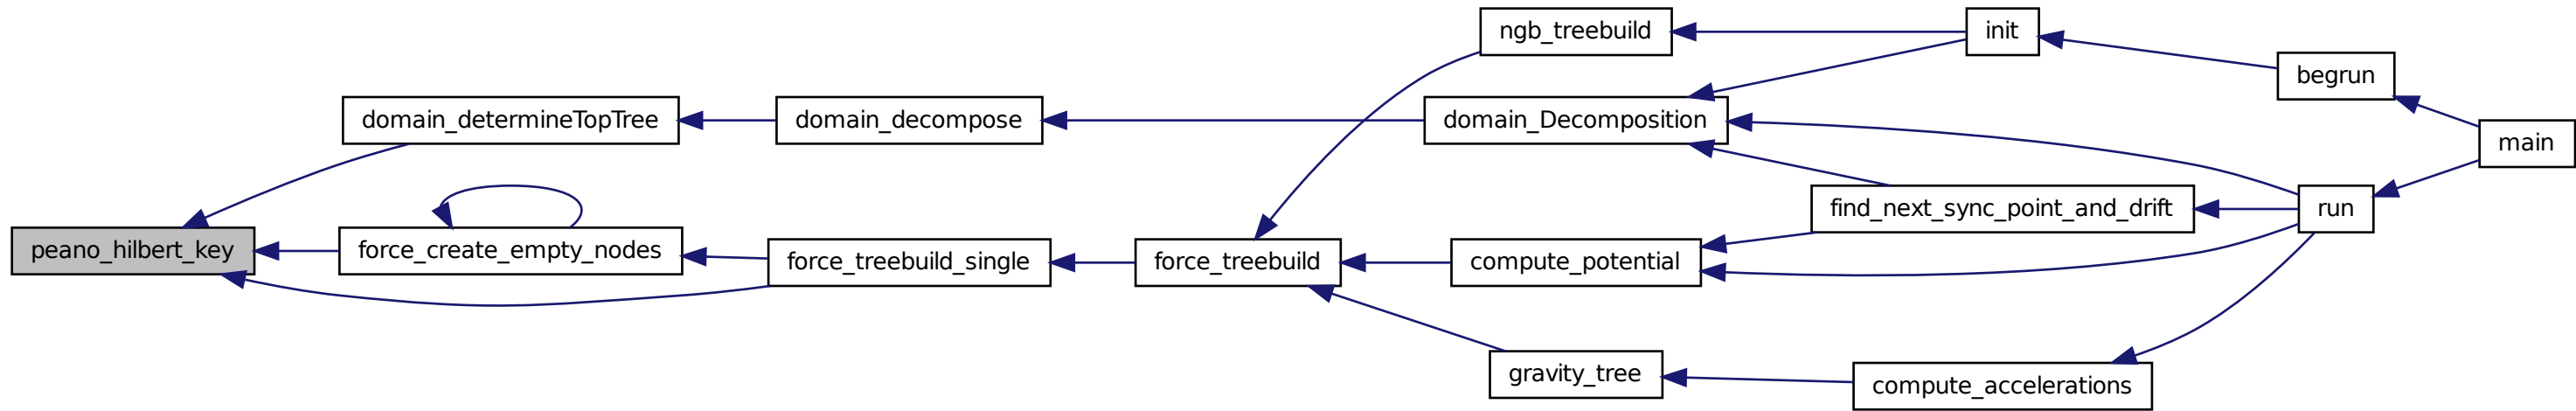 ngb_treebuild
init
begrun
domain_determineTopTree
domain_decompose
domain_Decomposition
main
find_next_sync_point_and_drift
run
peano_hilbert_key
force_create_empty_nodes
force_treebuild_single
force_treebuild
compute_potential
gravity_tree
compute_accelerations